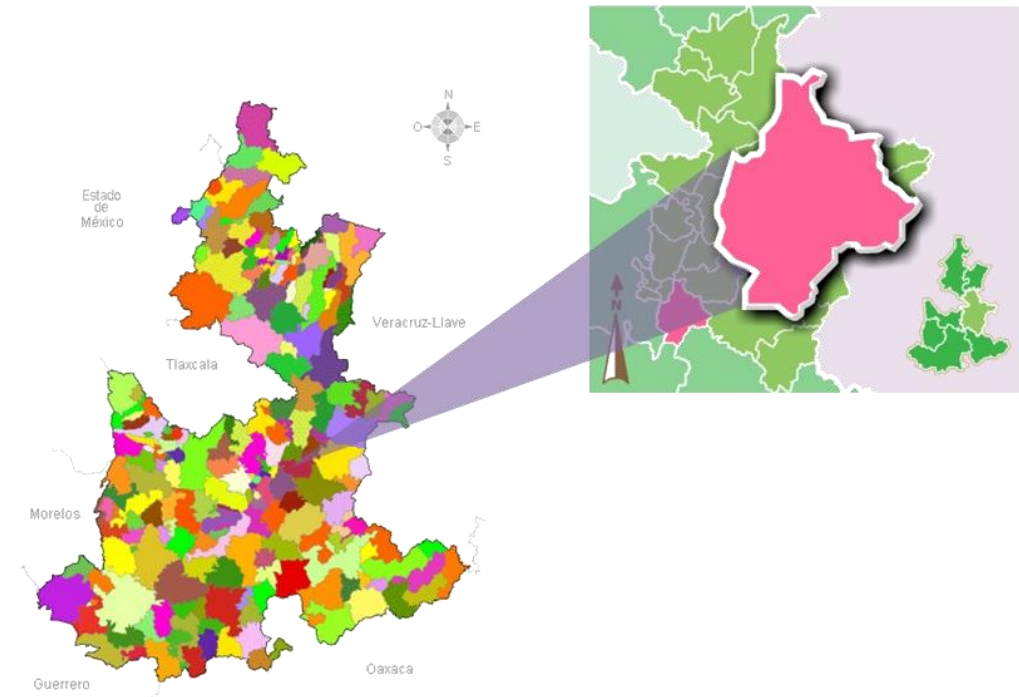 N
O
E
S
Estado
de
México
Veracruz-Llave
Tlaxcala
Morelos
Guerrero
Oaxaca
N